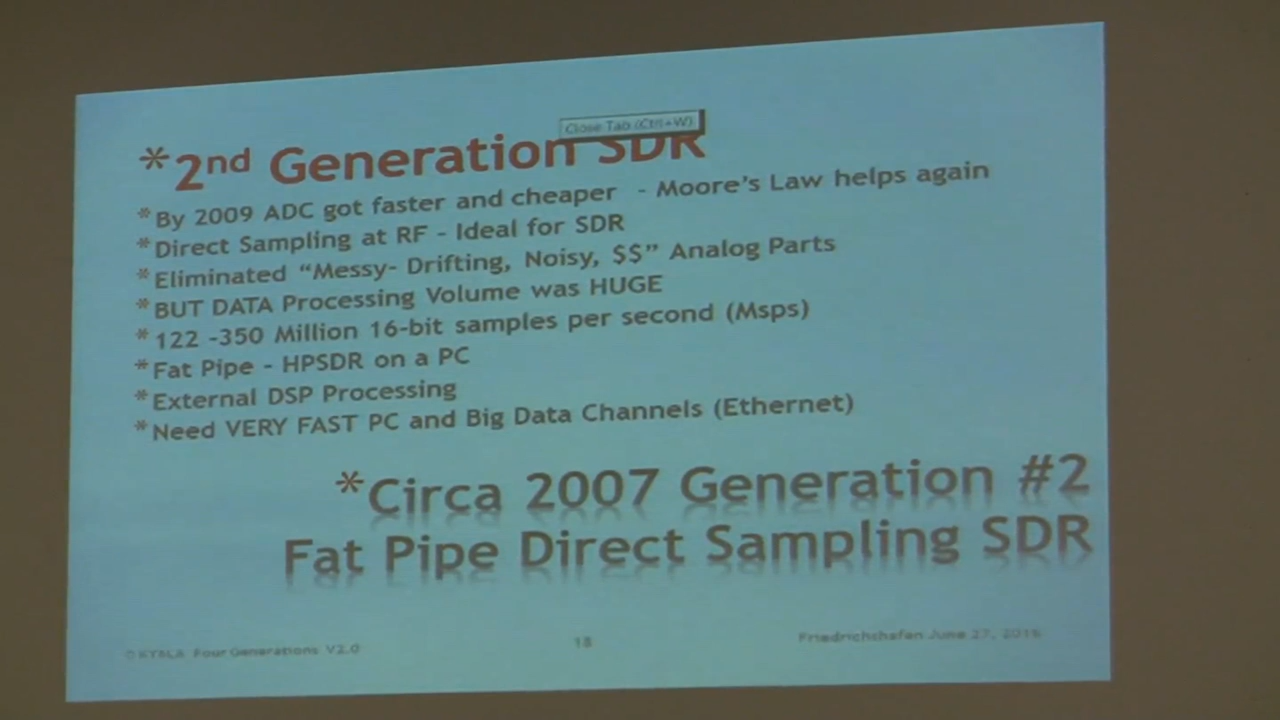 Close Tab (Ctrl+W)
*2nd Generation SDR
*By 2009 ADC got faster and cheaper - Moore's Law helps again
*Direct Sampling at RF – Ideal for SDR
*Eliminated “Messy- Drifting, Noisy, $$” Analog Parts
*BUT DATA Processing Volume was HUGE
*122 -350 Million 16-bit samples per second (Msps)
*Fat Pipe - HPSDR on a PC
*External DSP Processing
*Need VERY FAST PC and Big Data Channels (Ethernet)
*Circa 2007 Generation #2
Fat Pipe Direct Sampling SDR
Four Generations V2.0
18
June 27, 2016